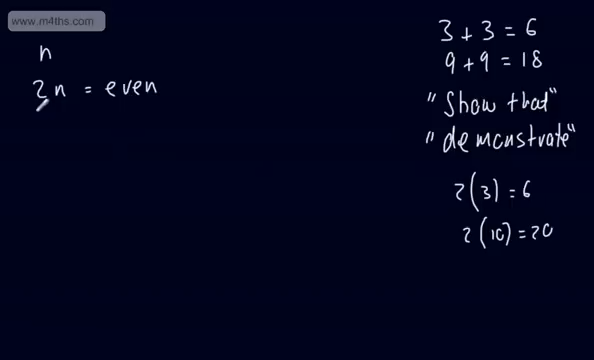 www.m4ths.com
n
2n = even
3 + 3 = 6
9 + 9 = 18
"Show that"
"demonstrate"
2(3) = 6
2(10) = 20